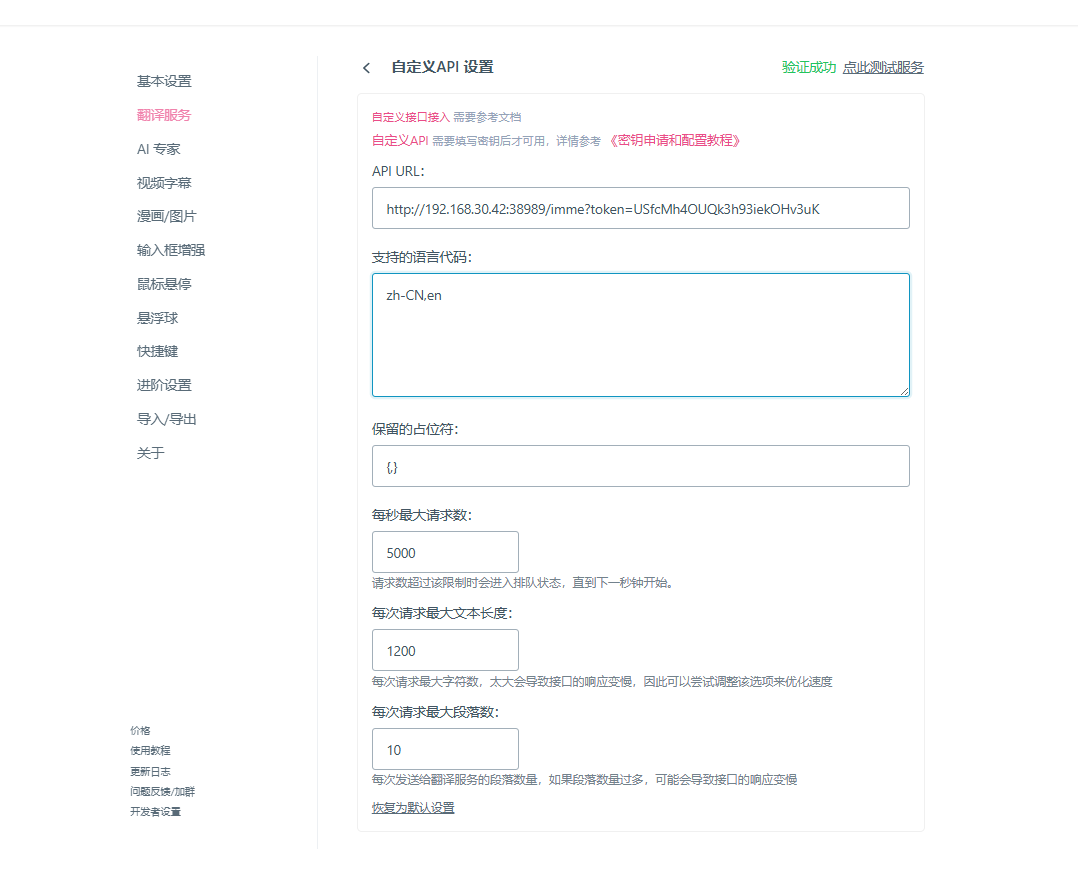 基本设置
翻译服务
AI 专家
视频字幕
漫画/图片
输入框增强
鼠标悬停
悬浮球
快捷键
进阶设置
导入/导出
关于
价格
使用教程
更新日志
问题反馈/加群
开发者设置
自定义API 设置
验证成功 点此测试服务
自定义接口接入 需要参考文档
自定义API 需要填写密钥后才可用，详情参考 《密钥申请和配置教程》
API URL:
http://192.168.30.42:38989/imme?token=USfcMh4OUQk3h93iekOHv3uK
支持的语言代码:
zh-CN,en
保留的占位符:
{,}
每秒最大请求数:
5000
请求数超过该限制时会进入排队状态，直到下一秒钟开始。
每次请求最大文本长度:
1200
每次请求最大字符数，太大会导致接口的响应变慢，因此可以尝试调整该选项来优化速度
每次请求最大段落数:
10
每次发送给翻译服务的段落数量，如果段落数量过多，可能会导致接口的响应变慢
恢复为默认设置